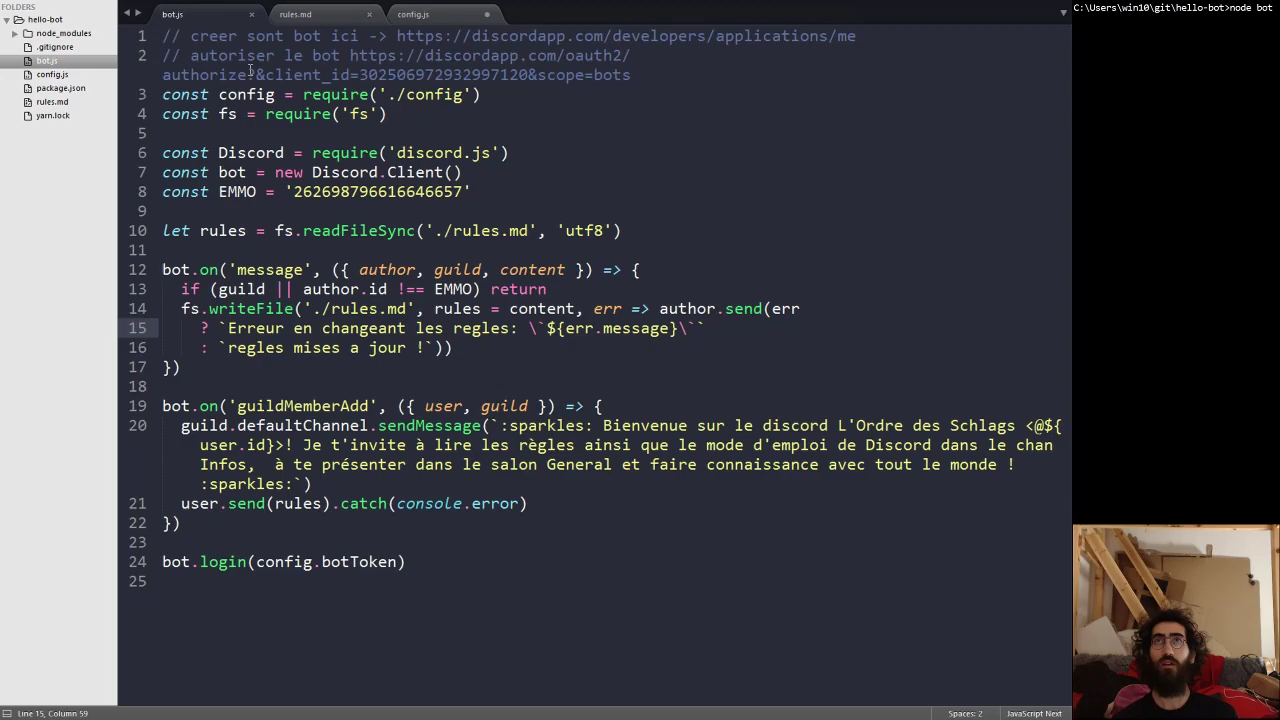 FOLDERS
hello-bot
node_modules
.gitignore
bot.js
config.js
package.json
rules.md
yarn.lock
bot.js
rules.md
config.js
C:\Users\win10\git\hello-bot>node bot
1 // creer sont bot ici -> https://discordapp.com/developers/applications/me
2 // autoriser le bot https://discordapp.com/oauth2/
authorize?&client_id=302506972932997120&scope=bots
3 const config = require('./config')
4 const fs = require('fs')
5
6 const Discord = require('discord.js')
7 const bot = new Discord.Client()
8 const EMMO = '262698796616646657'
9
10 let rules = fs.readFileSync('./rules.md', 'utf8')
11
12 bot.on('message', ({ author, guild, content }) => {
13 if (guild || author.id !== EMMO) return
14 fs.writeFile('./rules.md', rules = content, err => author.send(err
15 ? `Erreur en changeant les regles: \`${err.message}\``
16 : `regles mises a jour !`))
17 })
18
19 bot.on('guildMemberAdd', ({ user, guild }) => {
20 guild.defaultChannel.sendMessage(`:sparkles: Bienvenue sur le discord L'Ordre des Schlags <@${
user.id}>! Je t'invite à lire les règles ainsi que le mode d'emploi de Discord dans le chan
Infos, à te présenter dans le salon General et faire connaissance avec tout le monde !
:sparkles:`)
21 user.send(rules).catch(console.error)
22 })
23
24 bot.login(config.botToken)
25
Line 15, Column 59
Spaces: 2
JavaScript Next